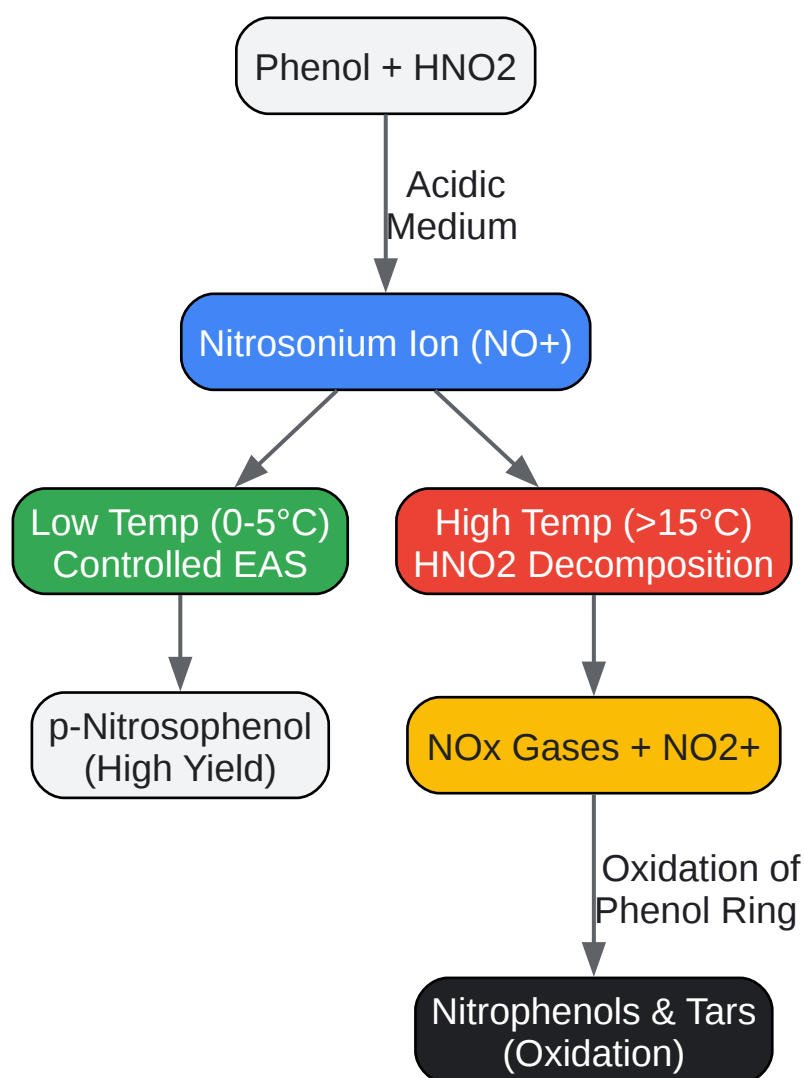 Phenol + HNO2
Acidic
Medium
Nitrosonium Ion (NO+)
Low Temp (0-5°C)
Controlled EAS
High Temp (>15°C)
HNO2 Decomposition
p-Nitrosophenol
(High Yield)
NOx Gases + NO2+
Oxidation of
Phenol Ring
Nitrophenols & Tars
(Oxidation)